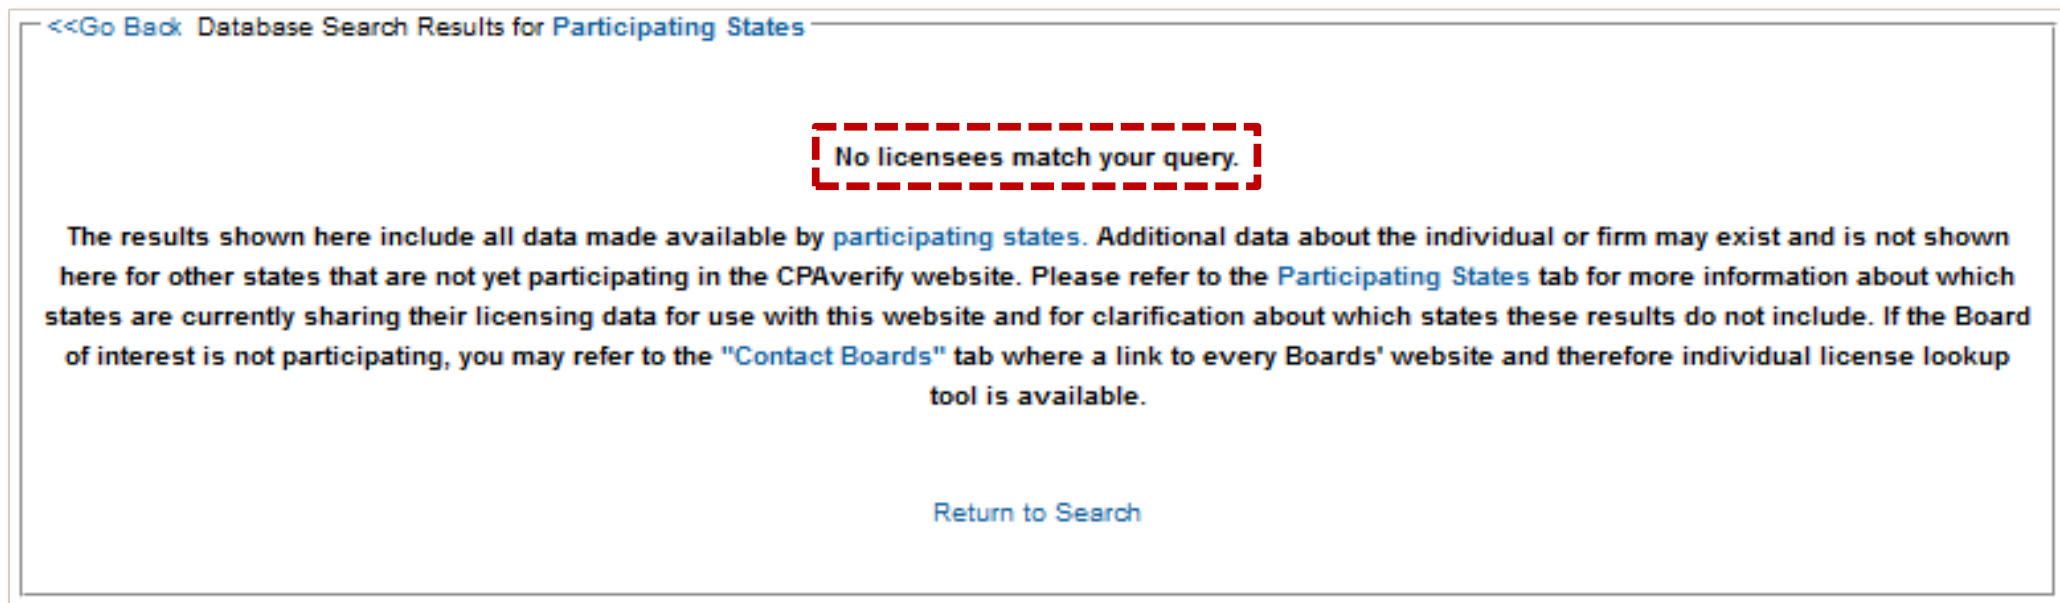 <<Go Back Database Search Results for Participating States
No licensees match your query.
The results shown here include all data made available by participating states. Additional data about the individual or firm may exist and is not shown
here for other states that are not yet participating in the CPAverify website. Please refer to the Participating States tab for more information about which
states are currently sharing their licensing data for use with this website and for clarification about which states these results do not include. If the Board
of interest is not participating, you may refer to the "Contact Boards" tab where a link to every Boards' website and therefore individual license lookup
tool is available.
Return to Search